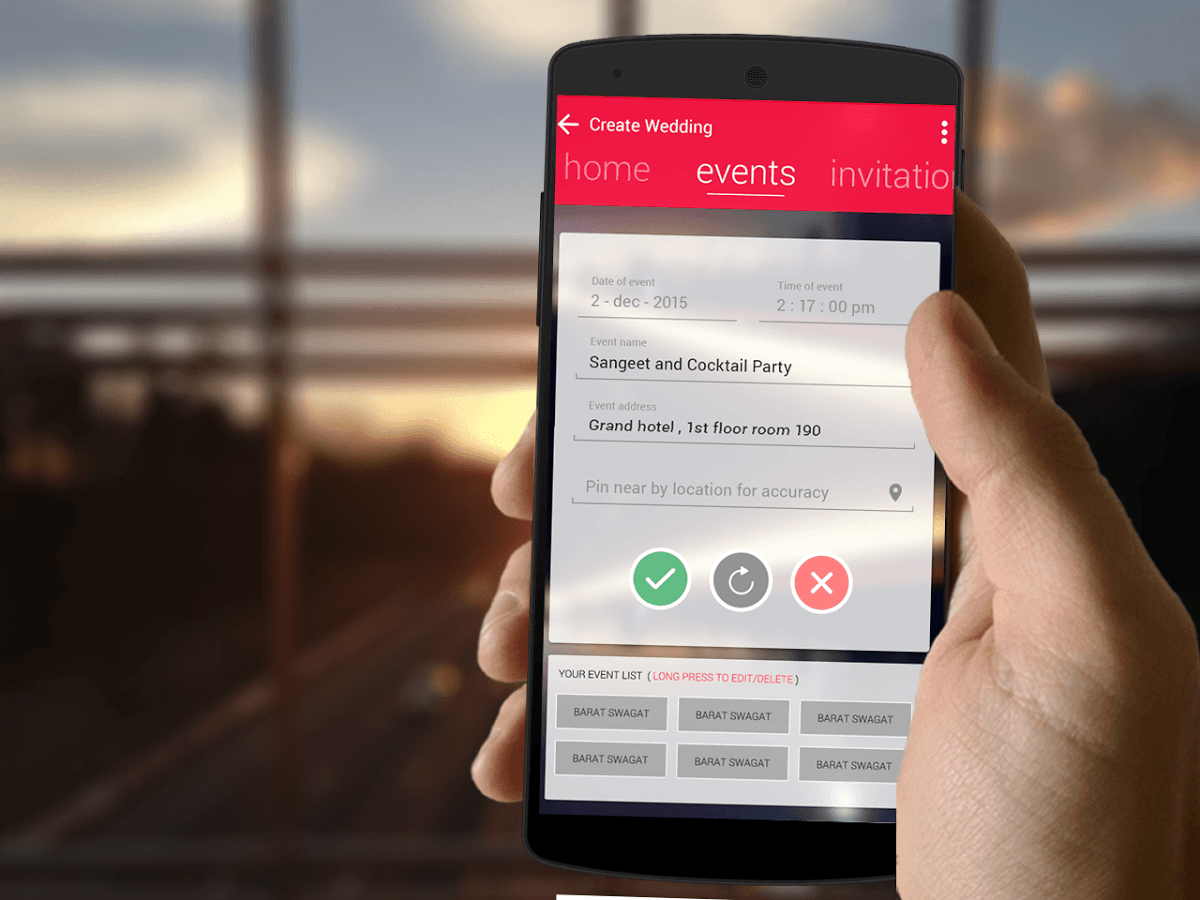 Create Wedding
home events invitation
Date of event Time of event
2 - dec - 2015 2 : 17 : 00 pm
Event name
Sangeet and Cocktail Party
Event address
Grand hotel , 1st floor room 190
Pin near by location for accuracy
YOUR EVENT LIST ( LONG PRESS TO EDIT/DELETE )
BARAT SWAGAT BARAT SWAGAT BARAT SWAGAT
BARAT SWAGAT BARAT SWAGAT BARAT SWAGAT